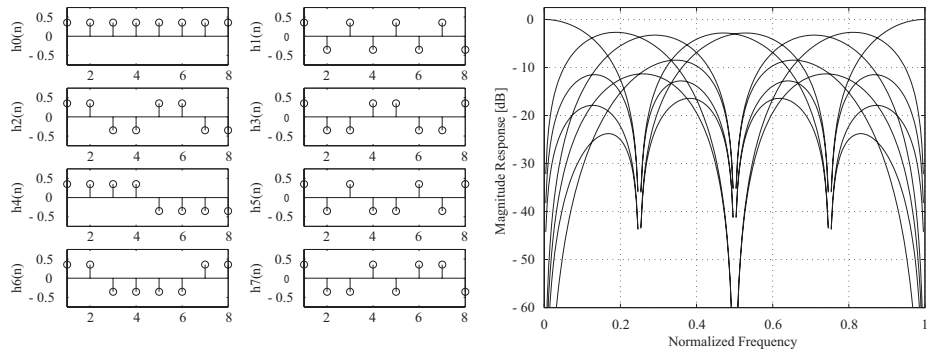 h0(n)
0.5
0
- 0.5
2 4 6 8
h1(n)
0.5
0
- 0.5
2 4 6 8
h2(n)
0.5
0
- 0.5
2 4 6 8
h3(n)
0.5
0
- 0.5
2 4 6 8
h4(n)
0.5
0
- 0.5
2 4 6 8
h5(n)
0.5
0
- 0.5
2 4 6 8
h6(n)
0.5
0
- 0.5
2 4 6 8
h7(n)
0.5
0
- 0.5
2 4 6 8
Magnitude Response [dB]
0
- 10
- 20
- 30
- 40
- 50
- 60
0 0.2 0.4 0.6 0.8 1
Normalized Frequency